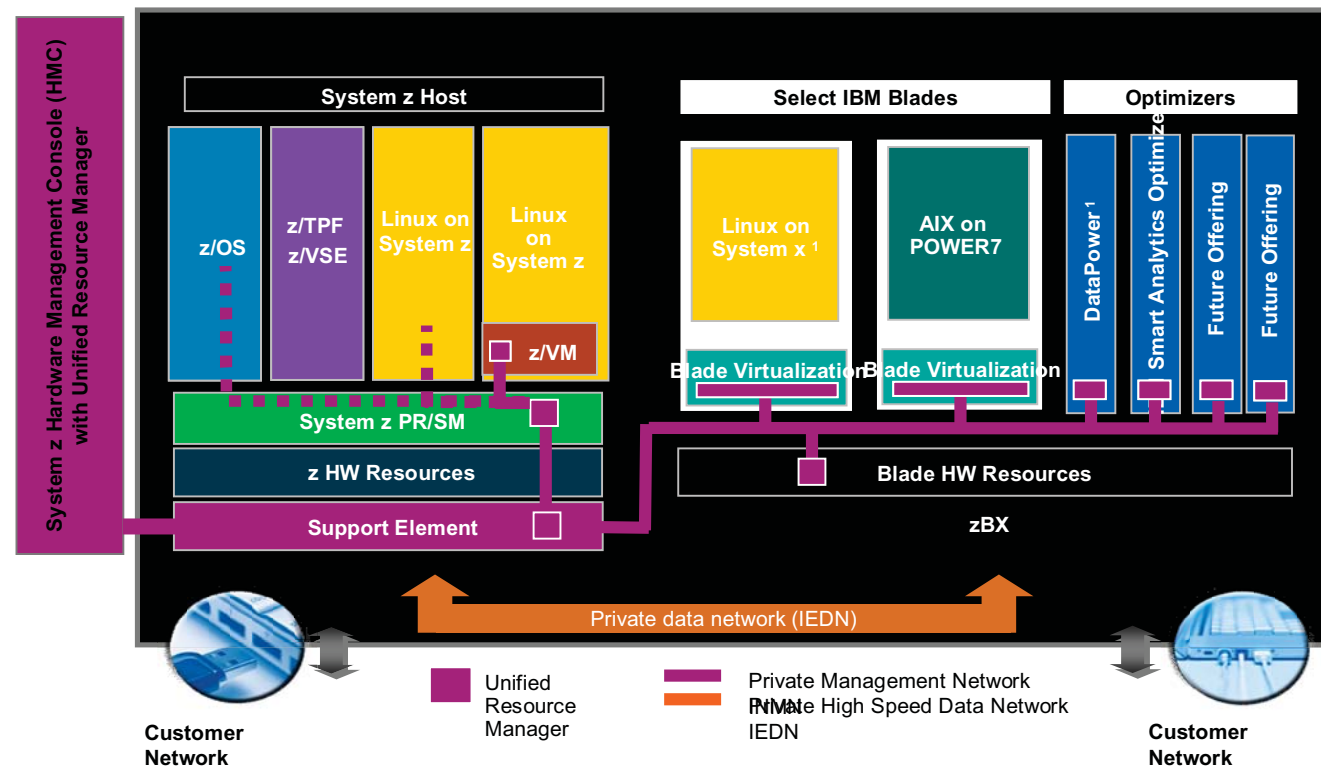 System z Hardware Management Console (HMC)
with Unified Resource Manager
System z Host
Select IBM Blades
Optimizers
z/OS
z/TPF
z/VSE
Linux on
System z
Linux
on
System z
z/VM
Linux on
System x 1
AIX on
POWER7
Blade Virtualization
Blade Virtualization
DataPower 1
Smart Analytics Optimize
Future Offering
Future Offering
System z PR/SM
z HW Resources
Support Element
Blade HW Resources
zBX
Private data network (IEDN)
Unified
Resource
Manager
Private Management Network
INMN
Private High Speed Data Network
IEDN
Customer
Network
Customer
Network